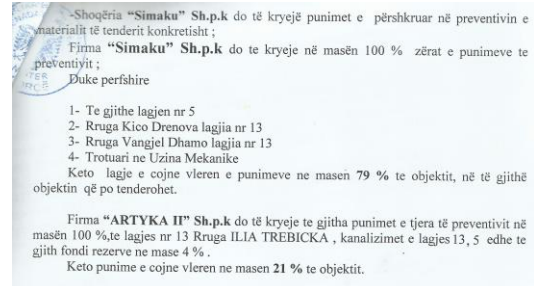 -Shoqëria “Simaku” Sh.p.k do të kryejë punimet e përshkruar në preventivin e
materialit të tenderit konkretisht ;
Firma “Simaku” Sh.p.k do te kryeje në masën 100 % zërat e punimeve te
preventivit ;
Duke perfshire
1- Te gjithe lagjen nr 5
2- Rruga Kico Drenova lagjia nr 13
3- Rruga Vangjel Dhamo lagjia nr 13
4- Trotuari ne Uzina Mekanike
Keto lagje e cojne vleren e punimeve ne masen 79 % te objektit, në të gjithë
objektin që po tenderohet.
Firma “ARTYKA II” Sh.p.k do të kryeje te gjitha punimet e tjera të preventivit në
masën 100 %,te lagjes nr 13 Rruga ILIA TREBICKA , kanalizimet e lagjes 13, 5 edhe te
gjith fondi rezerve ne mase 4 % .
Keto punime e cojne vleren ne masen 21 % te objektit.